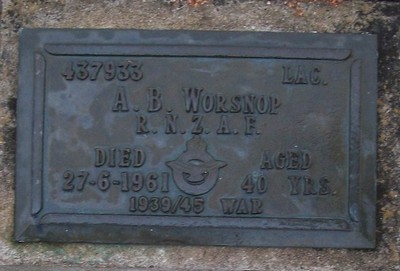 437933 LAC.
A. B. WORSNOP
R. N. Z. A. F.
DIED AGED
27-6-1961 40 YRS.
1939/45 WAR